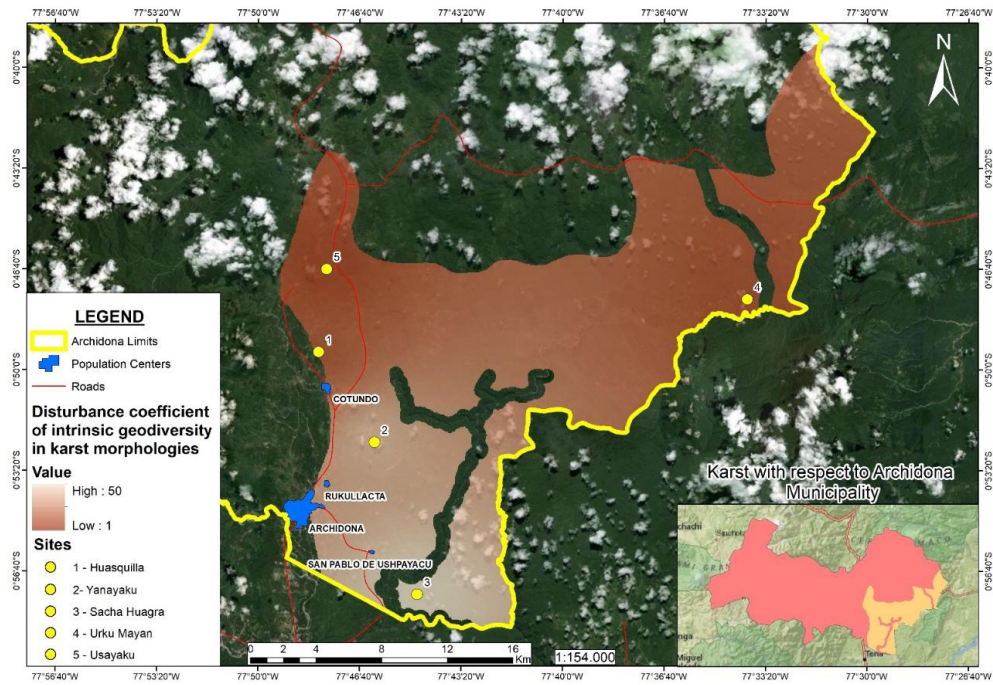 77°56'40"W
77°53'20"W
77°50'0"W
77°46'40"W
77°43'20"W
77°40'0"W
77°36'40"W
77°33'20"W
77°30'0"W
77°26'40"W
0°40'0"S
0°40'0"S
N
0°43'20"S
0°43'20"S
0°46'40"S
0°46'40"S
5
4
1
0°50'0"S
0°50'0"S
COTUNDO
2
0°53'20"S
0°53'20"S
RUKULLACTA
ARCHIDONA
SAN PABLO DE USHPAYACU
3
0°56'40"S
0°56'40"S
LEGEND
Archidona Limits
Population Centers
Roads
Disturbance coefficient
of intrinsic geodiversity
in karst morphologies
Value
High : 50
Low : 1
Sites
1 - Huasquilla
2- Yanayaku
3 - Sacha Huagra
4 - Urku Mayan
5 - Usayaku
Karst with respect to Archidona
Municipality
Tena
Miguel
0 2 4 8 12 16
Km
1:154.000
77°56'40"W
77°53'20"W
77°50'0"W
77°46'40"W
77°43'20"W
77°40'0"W
77°36'40"W
77°33'20"W
77°30'0"W
77°26'40"W